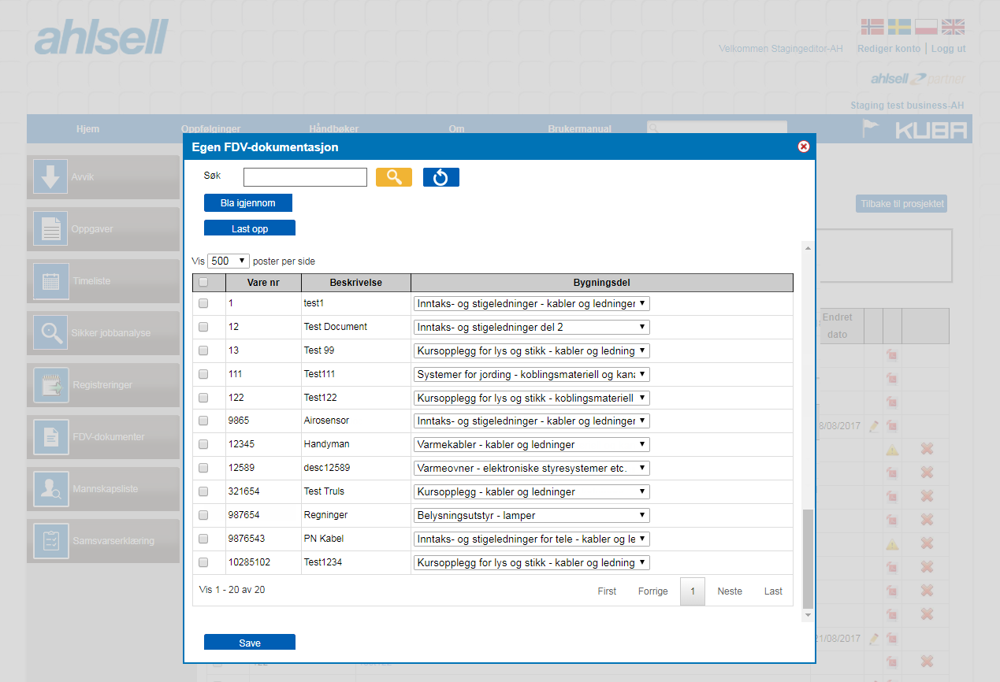 ahlsell
Velkommen Stagingeditor-AH Rediger konto | Logg ut
ahlsell partner
Staging test business-AH
Hjem Oppfølginger Håndbøker Om Brukermanual KUBA
Egen FDV-dokumentasjon
Avvik
Oppgaver
Timeliste
Sikker jobbanalyse
Registreringer
FDV-dokumenter
Mannskapsliste
Samsvarserklæring
Søk
Bla igjennom
Last opp
Tilbake til prosjektet
Vis 500 poster per side
Vare nr Beskrivelse Bygningsdel
1 test1 Inntaks- og stigeledninger - kabler og ledninger
12 Test Document Inntaks- og stigeledninger del 2
13 Test 99 Kursopplegg for lys og stikk - kabler og ledning
111 Test111 Systemer for jording - koblingsmateriell og kana
122 Test122 Kursopplegg for lys og stikk - koblingsmateriell
9865 Airosensor Inntaks- og stigeledninger - kabler og ledninger
12345 Handyman Varmekabler - kabler og ledninger
12589 desc12589 Varmeovner - elektroniske styresystemer etc.
321654 Test Truls Kursopplegg - kabler og ledninger
987654 Regninger Belysningsutstyr - lamper
9876543 PN Kabel Inntaks- og stigeledninger for tele - kabler og le
10285102 Test1234 Kursopplegg for lys og stikk - kabler og ledning
Vis 1 - 20 av 20 First Forrige 1 Neste Last
Save
Endret
dato
8/08/2017
21/08/2017
122